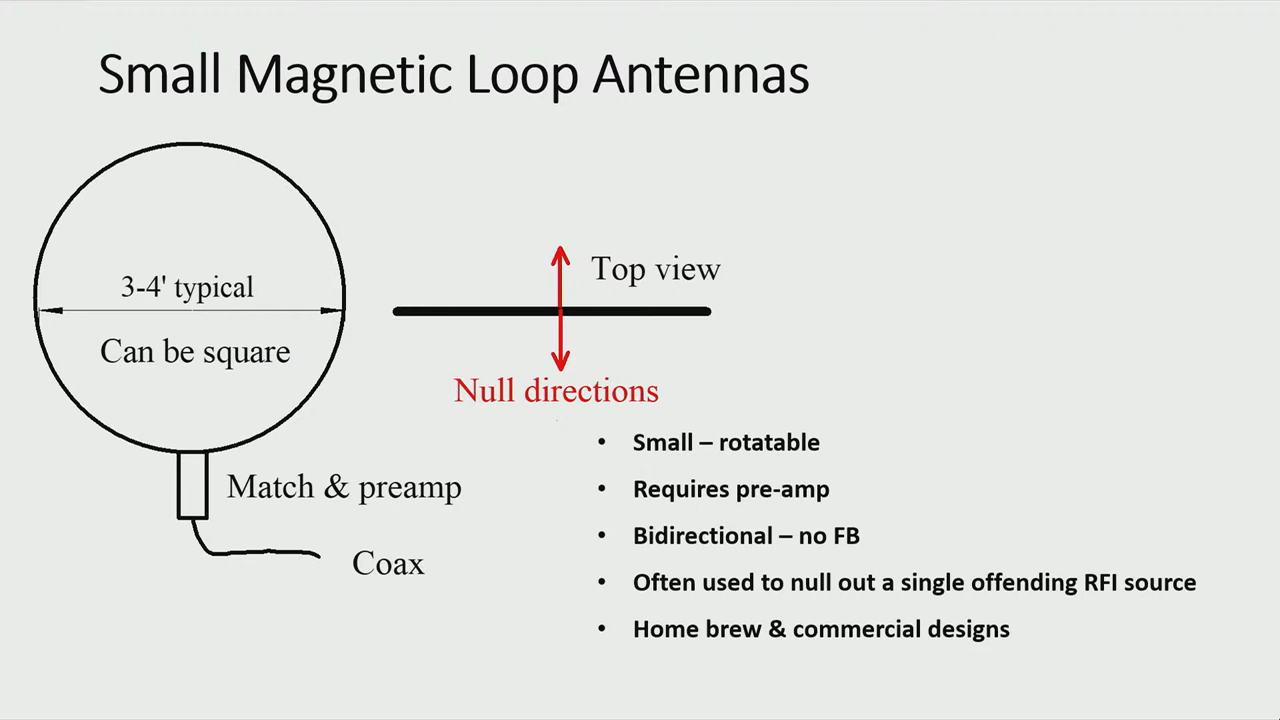 Small Magnetic Loop Antennas
3-4' typical
Can be square
Top view
Null directions
Match & preamp
Coax
• Small – rotatable
• Requires pre-amp
• Bidirectional – no FB
• Often used to null out a single offending RFI source
• Home brew & commercial designs